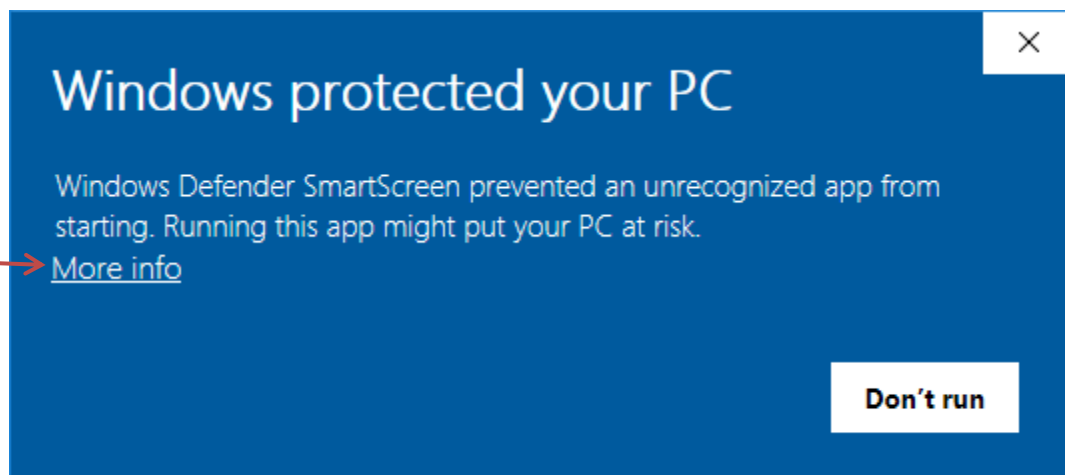 Windows protected your PC
Windows Defender SmartScreen prevented an unrecognized app from
starting. Running this app might put your PC at risk.
More info
Don't run